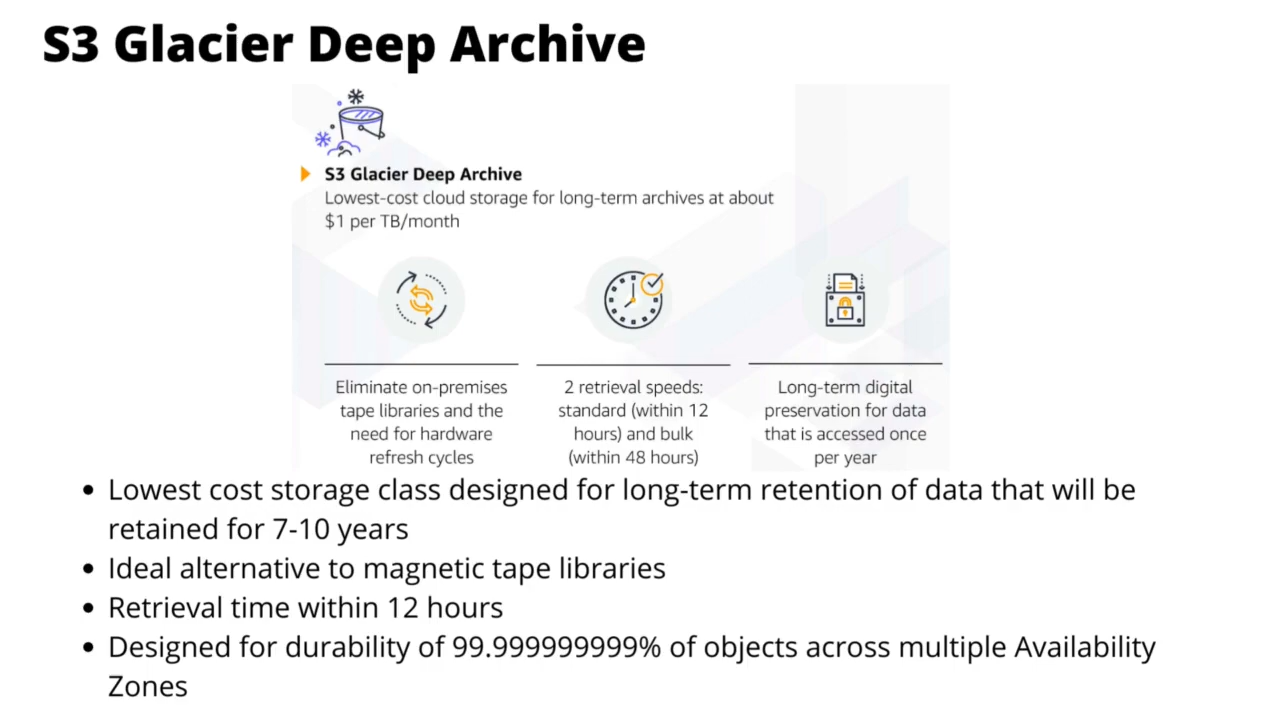 S3 Glacier Deep Archive
S3 Glacier Deep Archive
Lowest-cost cloud storage for long-term archives at about
$1 per TB/month
Eliminate on-premises
tape libraries and the
need for hardware
refresh cycles
2 retrieval speeds:
standard (within 12
hours) and bulk
(within 48 hours)
Long-term digital
preservation for data
that is accessed once
per year
• Lowest cost storage class designed for long-term retention of data that will be
retained for 7-10 years
• Ideal alternative to magnetic tape libraries
• Retrieval time within 12 hours
• Designed for durability of 99.999999999% of objects across multiple Availability
Zones